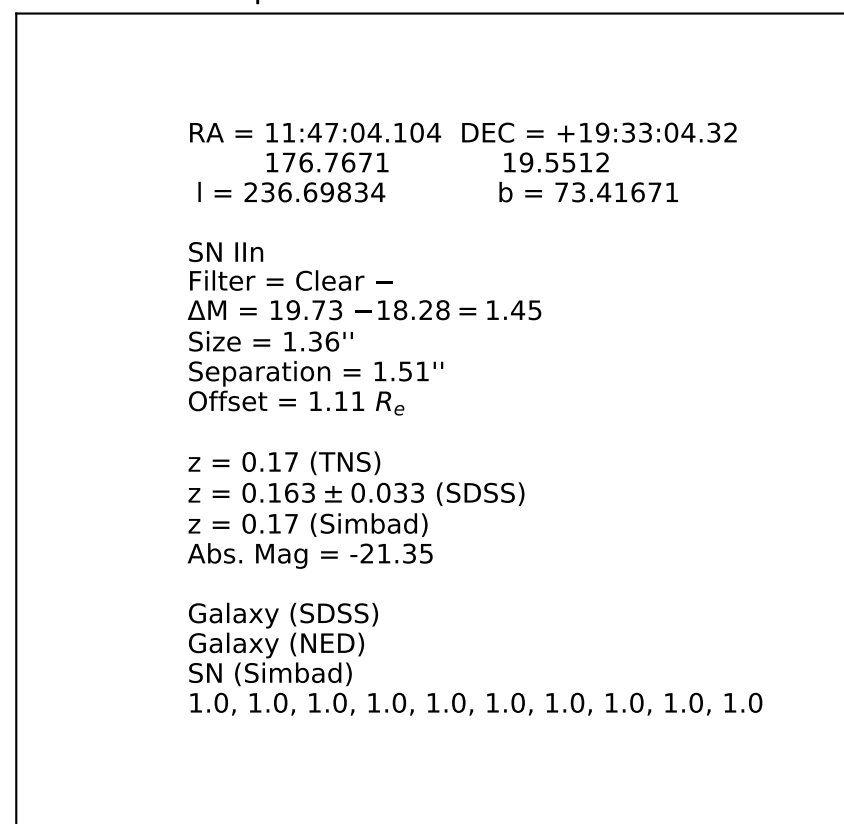 RA = 11:47:04.104 DEC = +19:33:04.32
176.7671 19.5512
l = 236.69834 b = 73.41671
SN IIn
Filter = Clear −
ΔM = 19.73 −18.28 = 1.45
Size = 1.36''
Separation = 1.51''
Offset = 1.11 Re
z = 0.17 (TNS)
z = 0.163 ± 0.033 (SDSS)
z = 0.17 (Simbad)
Abs. Mag = -21.35
Galaxy (SDSS)
Galaxy (NED)
SN (Simbad)
1.0, 1.0, 1.0, 1.0, 1.0, 1.0, 1.0, 1.0, 1.0, 1.0